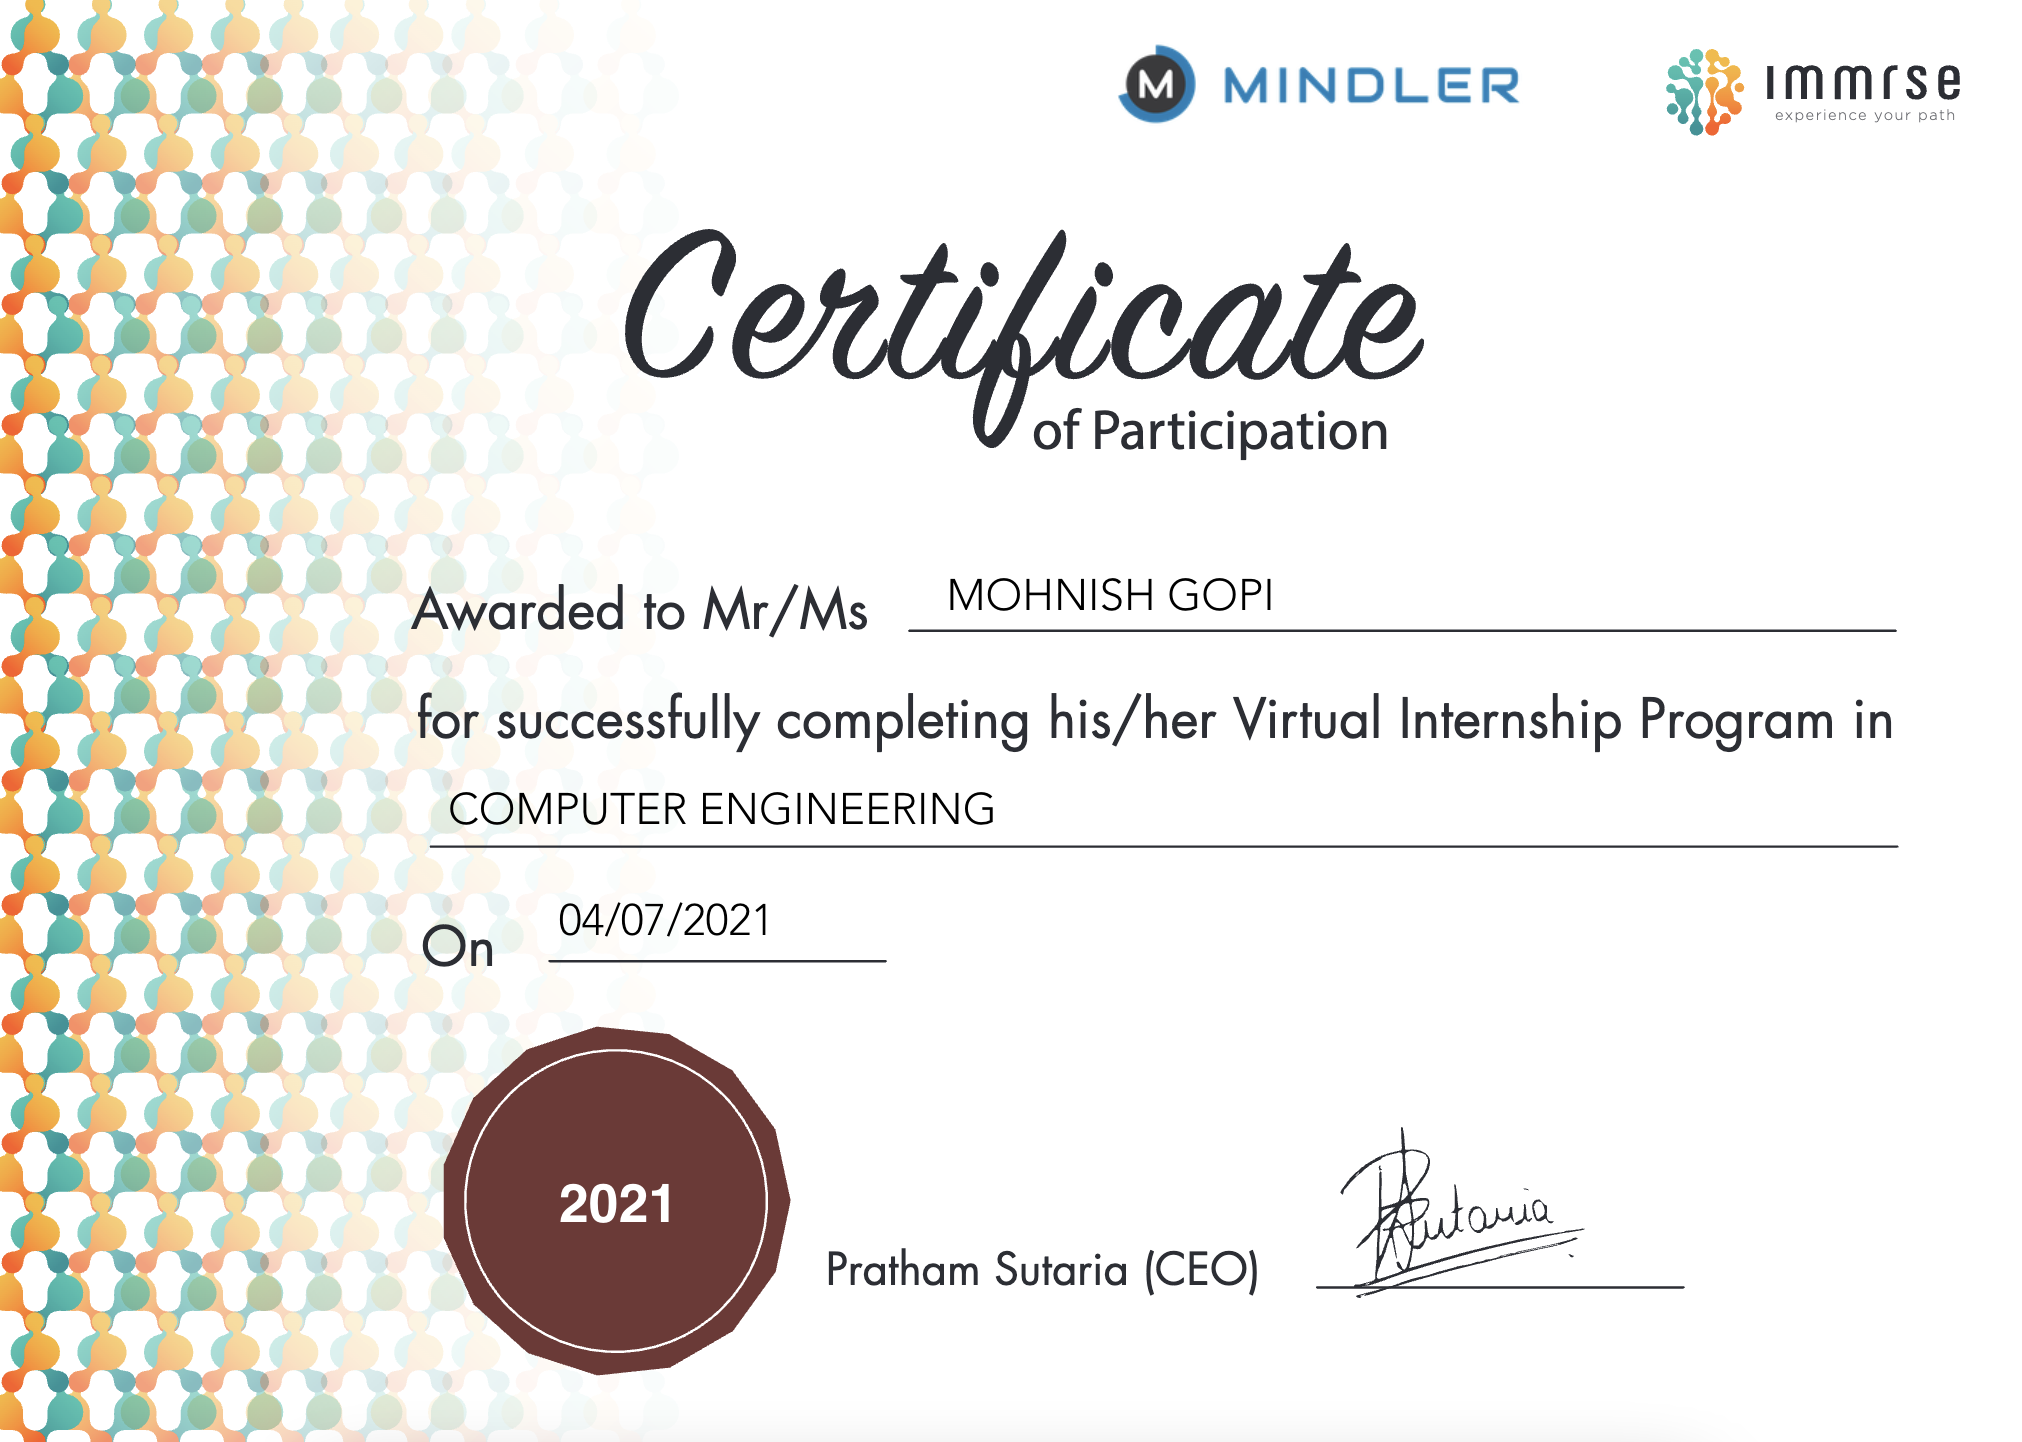 M MINDLER
ımmrse
experience your path
Certificate
of Participation
Awarded to Mr/Ms MOHNISH GOPI
for successfully completing his/her Virtual Internship Program in
COMPUTER ENGINEERING
On 04/07/2021
2021
Pratham Sutaria (CEO) PSutaria